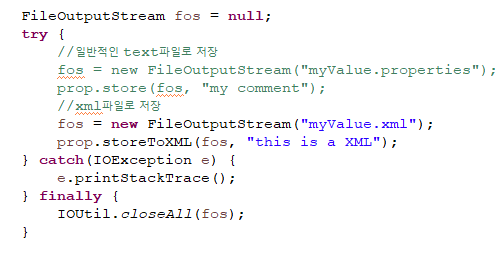 FileOutputStream fos = null;
try {
//일반적인 text파일로 저장
fos = new FileOutputStream("myValue.properties");
prop.store(fos, "my comment");
//xml파일로 저장
fos = new FileOutputStream("myValue.xml");
prop.storeToXML(fos, "this is a XML");
} catch(IOException e) {
e.printStackTrace();
} finally {
IOUtil.closeAll(fos);
}